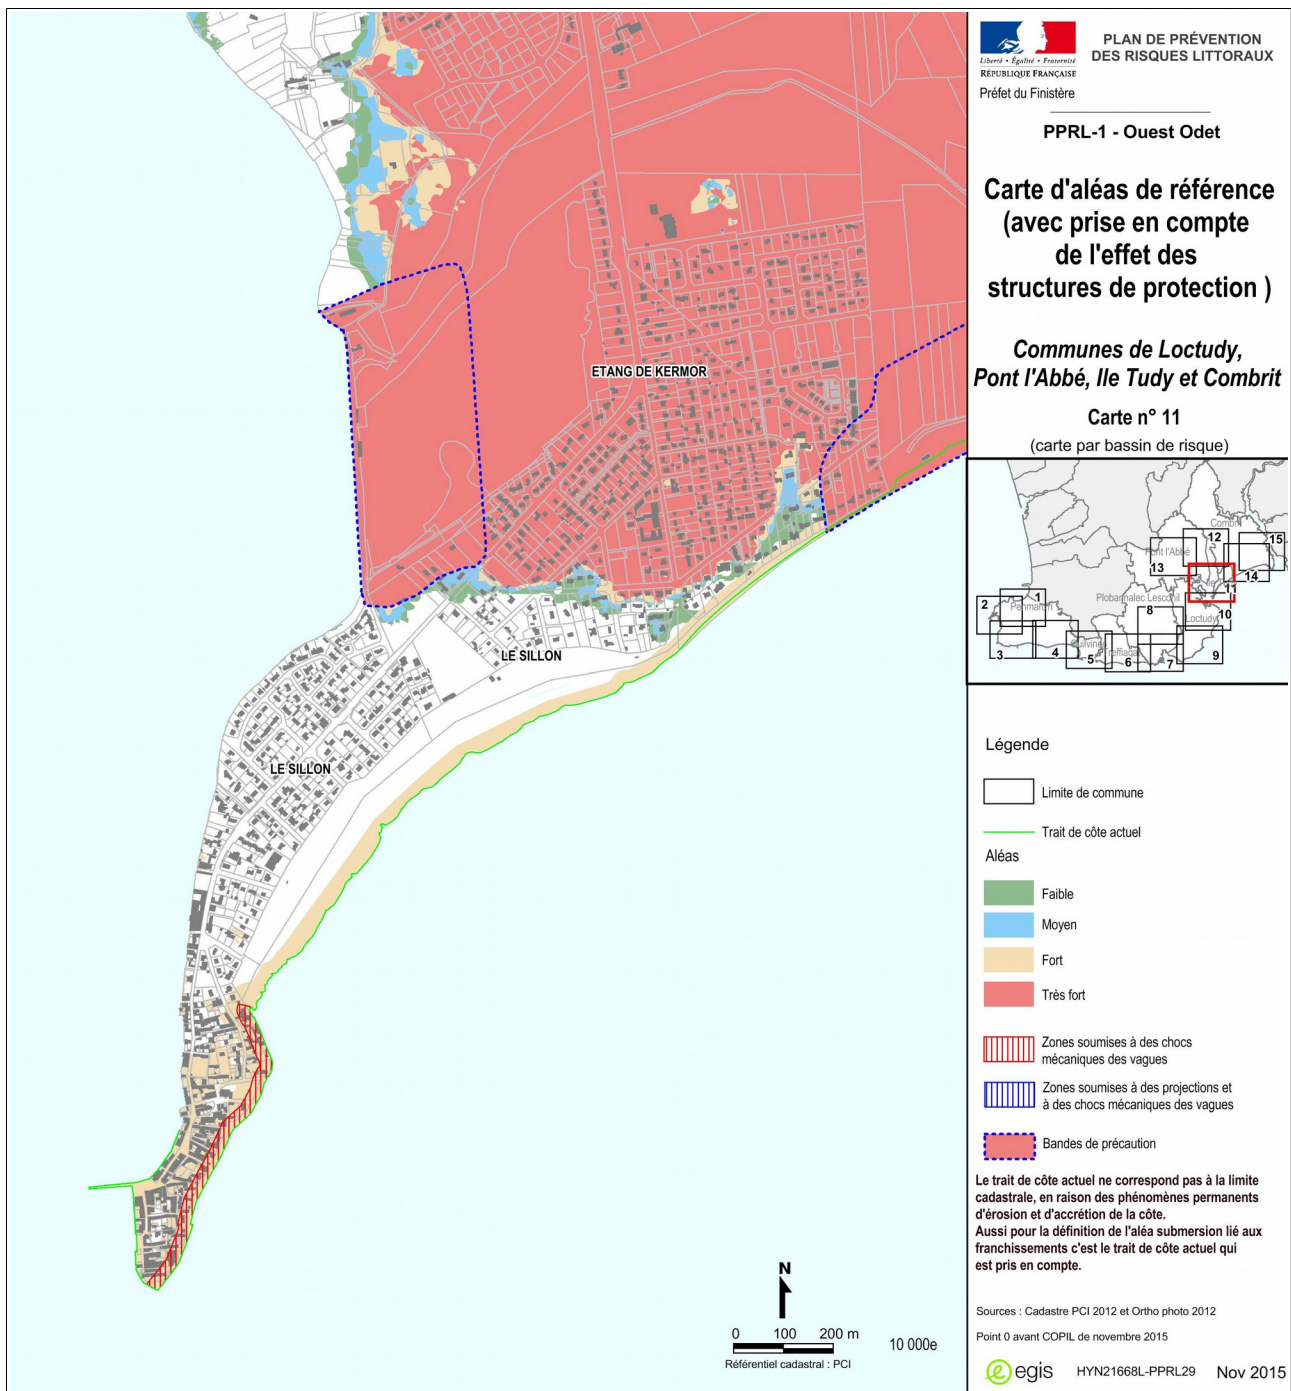 Liberté • Égalité • Fraternité
RÉPUBLIQUE FRANÇAISE
Préfet du Finistère
PLAN DE PRÉVENTION
DES RISQUES LITTORAUX
PPRL-1 - Ouest Odet
Carte d'aléas de référence
(avec prise en compte
de l'effet des
structures de protection )
Communes de Loctudy,
Pont l'Abbé, Ile Tudy et Combrit
Carte n° 11
(carte par bassin de risque)
Combrit
12
15
Pont l'Abbé
13
14
11
1
2
Penmarch
Plobannalec Lesconil
8
10
Loctudy
3
4
5
Treffiagat
6
7
9
ETANG DE KERMOR
LE SILLON
LE SILLON
Légende
Limite de commune
Trait de côte actuel
Aléas
Faible
Moyen
Fort
Très fort
Zones soumises à des chocs
mécaniques des vagues
Zones soumises à des projections et
à des chocs mécaniques des vagues
Bandes de précaution
Le trait de côte actuel ne correspond pas à la limite
cadastrale, en raison des phénomènes permanents
d'érosion et d'accrétion de la côte.
Aussi pour la définition de l'aléa submersion lié aux
franchissements c'est le trait de côte actuel qui
est pris en compte.
N
0 100 200 m
Référentiel cadastral : PCI
10 000e
Sources : Cadastre PCI 2012 et Ortho photo 2012
Point 0 avant COPIL de novembre 2015
egis HYN21668L-PPRL29 Nov 2015